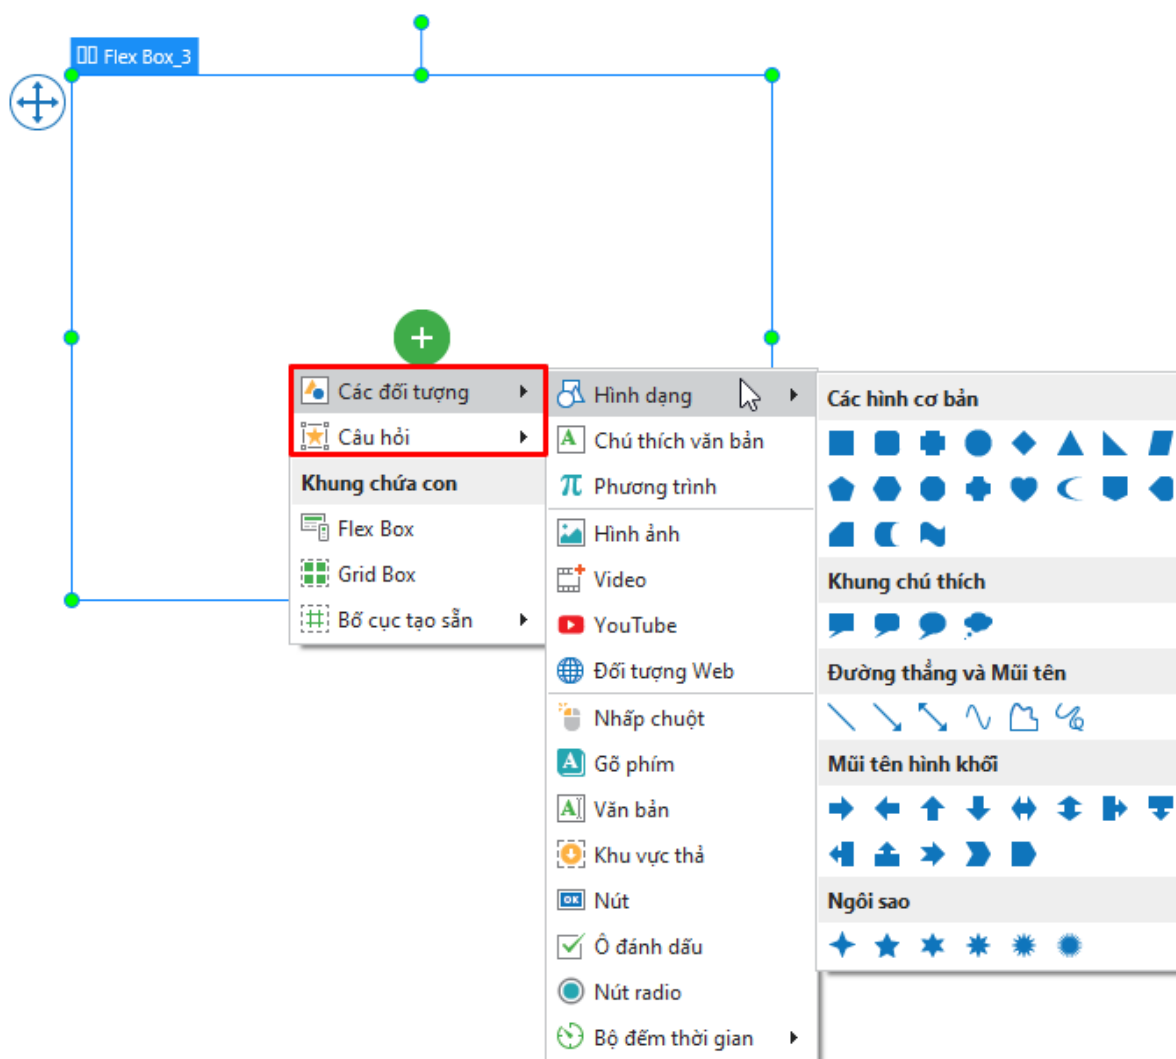 Flex Box_3
Các đối tượng
Câu hỏi
Khung chứa con
Flex Box
Grid Box
Bố cục tạo sẵn
Hình dạng
Chú thích văn bản
Phương trình
Hình ảnh
Video
YouTube
Đối tượng Web
Nhấp chuột
Gõ phím
Văn bản
Khu vực thả
Nút
Ô đánh dấu
Nút radio
Bộ đếm thời gian
Các hình cơ bản
Khung chú thích
Đường thẳng và Mũi tên
Mũi tên hình khối
Ngôi sao